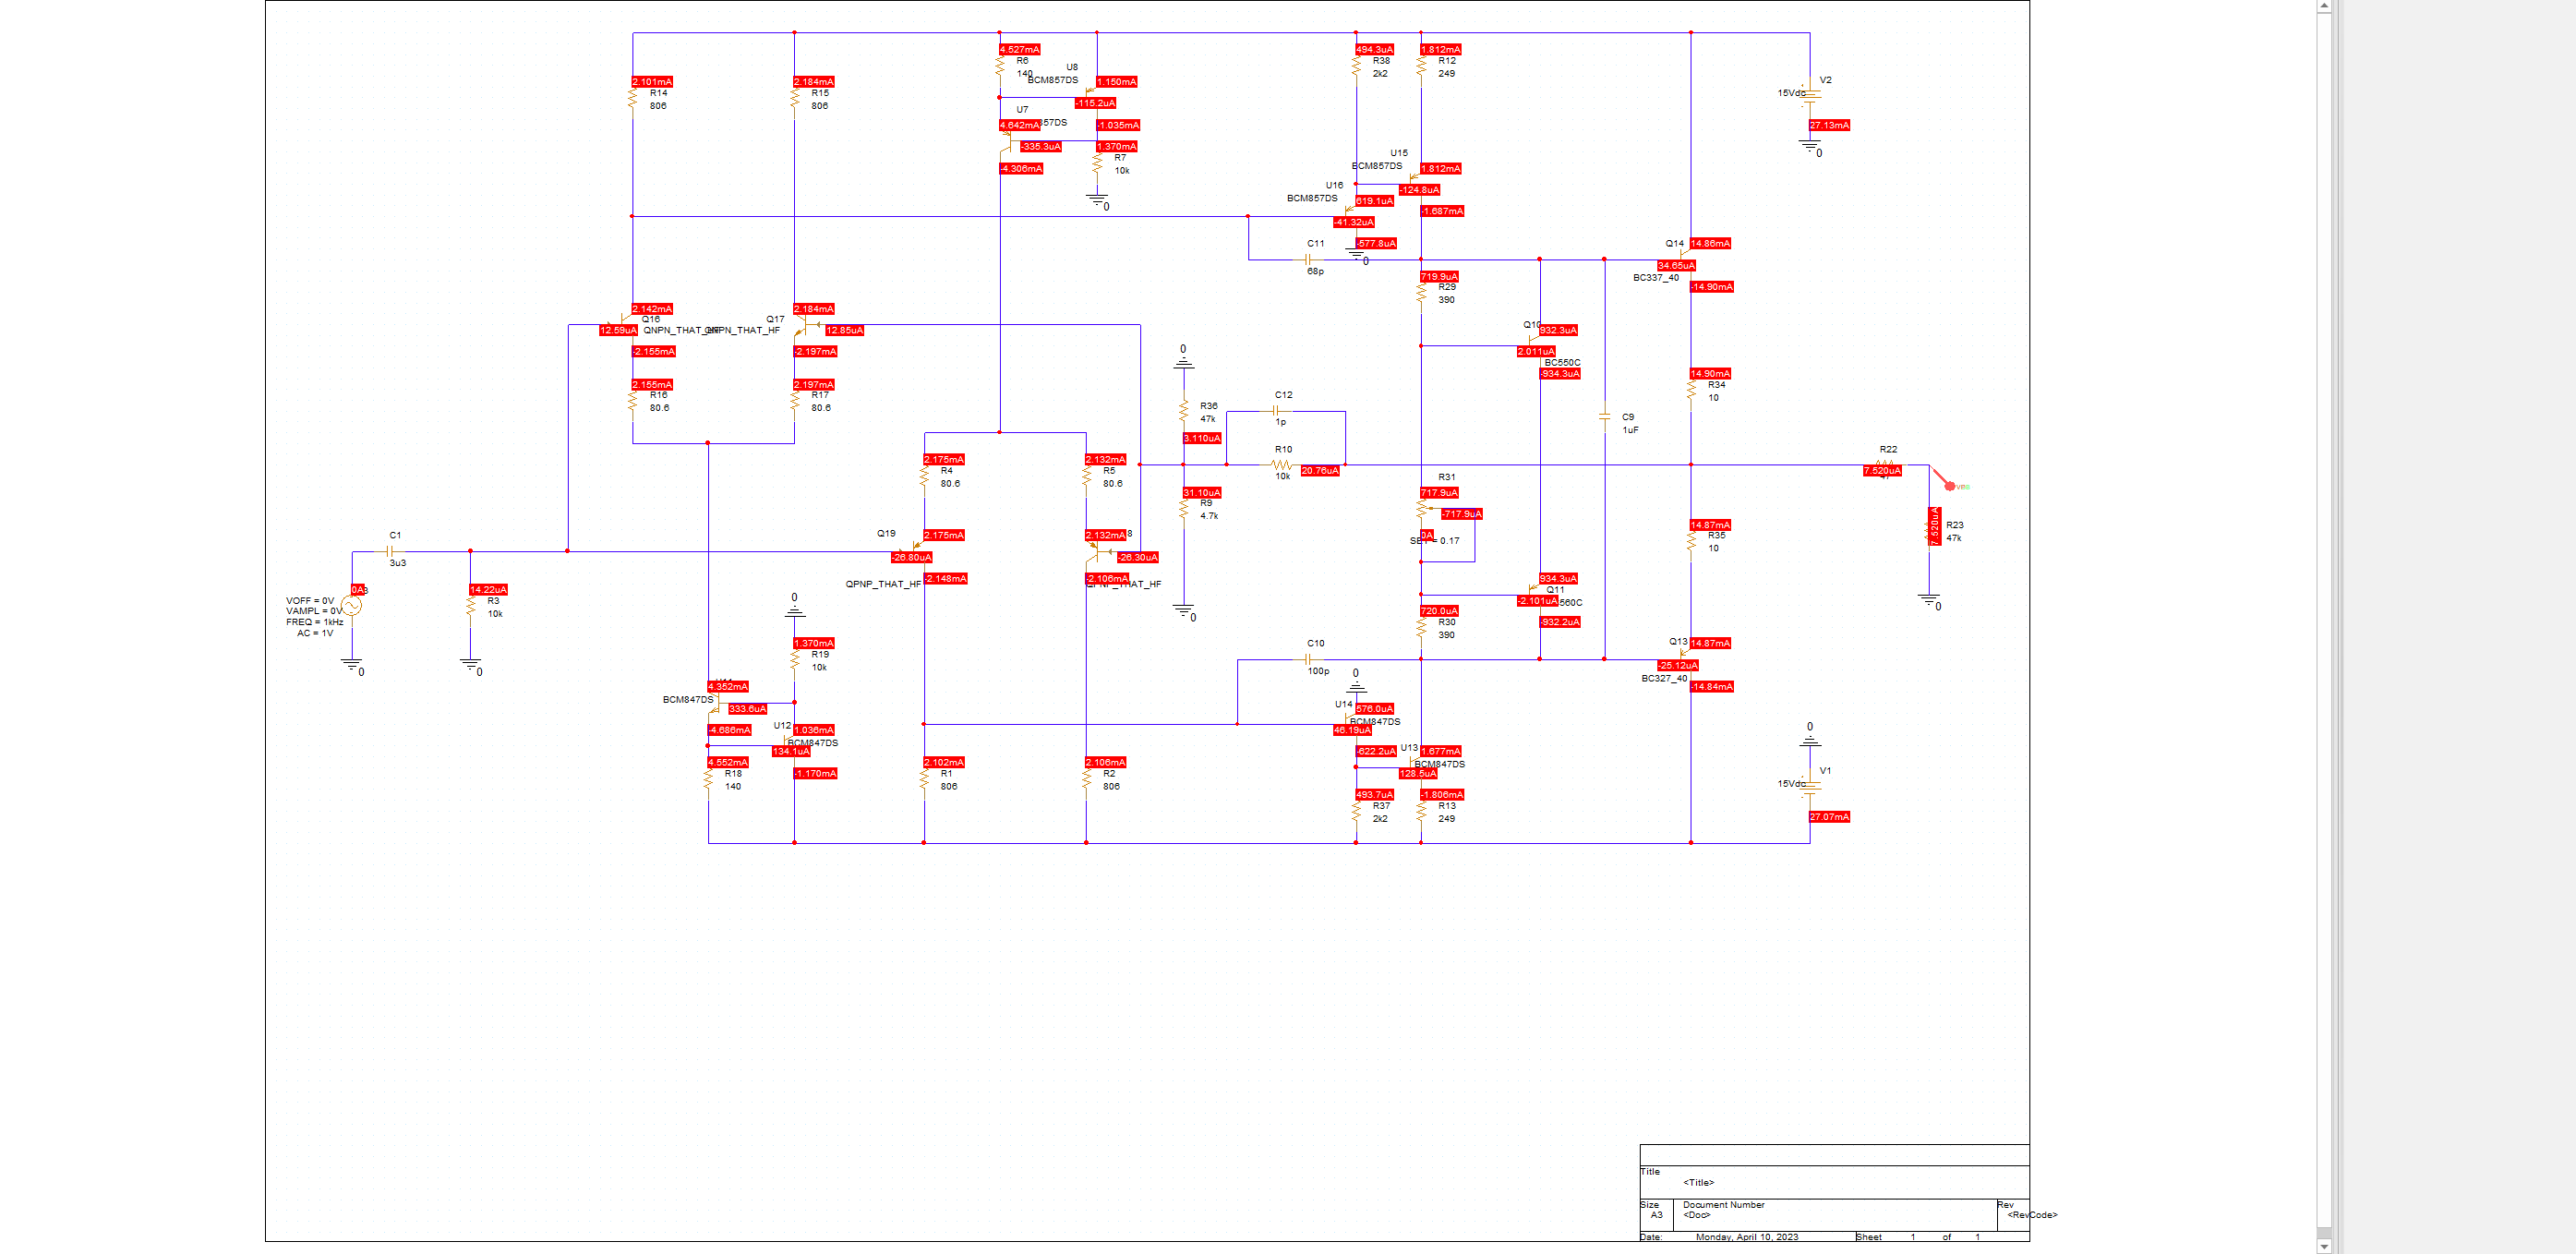 4.527mA
R6
140
494.3uA
R38
2k2
1.812mA
R12
249
2.101mA
R14
806
2.184mA
R15
806
U8
BCM857DS
1.150mA
-115.2uA
V2
15Vdc
27.13mA
0
U7
857DS
4.642mA
-335.3uA
-4.306mA
-1.035mA
1.370mA
R7
10k
0
U15
BCM857DS
1.812mA
-124.8uA
-1.687mA
U16
BCM857DS
619.1uA
-41.32uA
-577.8uA
0
C11
68p
Q14
14.86mA
34.65uA
BC337_40
-14.90mA
719.9uA
R29
390
2.142mA
Q16
12.59uA
QNPN_THAT_HF
-2.155mA
2.184mA
Q17
12.85uA
QNPN_THAT_HF
-2.197mA
Q10
932.3uA
2.011uA
BC550C
-934.3uA
0
R36
47k
3.110uA
C12
1p
R10
10k
20.76uA
2.155mA
R16
80.6
2.197mA
R17
80.6
14.90mA
R34
10
C9
1uF
R22
7.520uA
47
2.175mA
R4
80.6
2.132mA
R5
80.6
31.10uA
R9
4.7k
0
R31
717.9uA
-717.9uA
0A
SET = 0.17
14.87mA
R35
10
7.520uA
R23
47k
0
C1
3u3
Q19
2.175mA
-26.80uA
-2.148mA
QPNP_THAT_HF
2.132mA
8
-26.30uA
-2.106mA
QPNP_THAT_HF
0A
VOFF = 0V
VAMPL = 0V
FREQ = 1kHz
AC = 1V
0
14.22uA
R3
10k
0
934.3uA
Q11
-2.101uA
560C
-932.2uA
720.0uA
R30
390
0
1.370mA
R19
10k
C10
100p
Q13
14.87mA
-25.12uA
BC327_40
-14.84mA
4.352mA
BCM847DS
333.6uA
-4.686mA
U12
1.036mA
BCM847DS
134.1uA
-1.170mA
0
U14
576.0uA
BCM847DS
46.19uA
-622.2uA
U13
1.677mA
BCM847DS
128.5uA
-1.806mA
0
V1
15Vdc
27.07mA
4.552mA
R18
140
2.102mA
R1
806
2.106mA
R2
806
493.7uA
R37
2k2
R13
249
Title
<Title>
Size
A3
Document Number
<Doc>
Rev
<RevCode>
Date:
Monday, April 10, 2023
Sheet
1
of
1